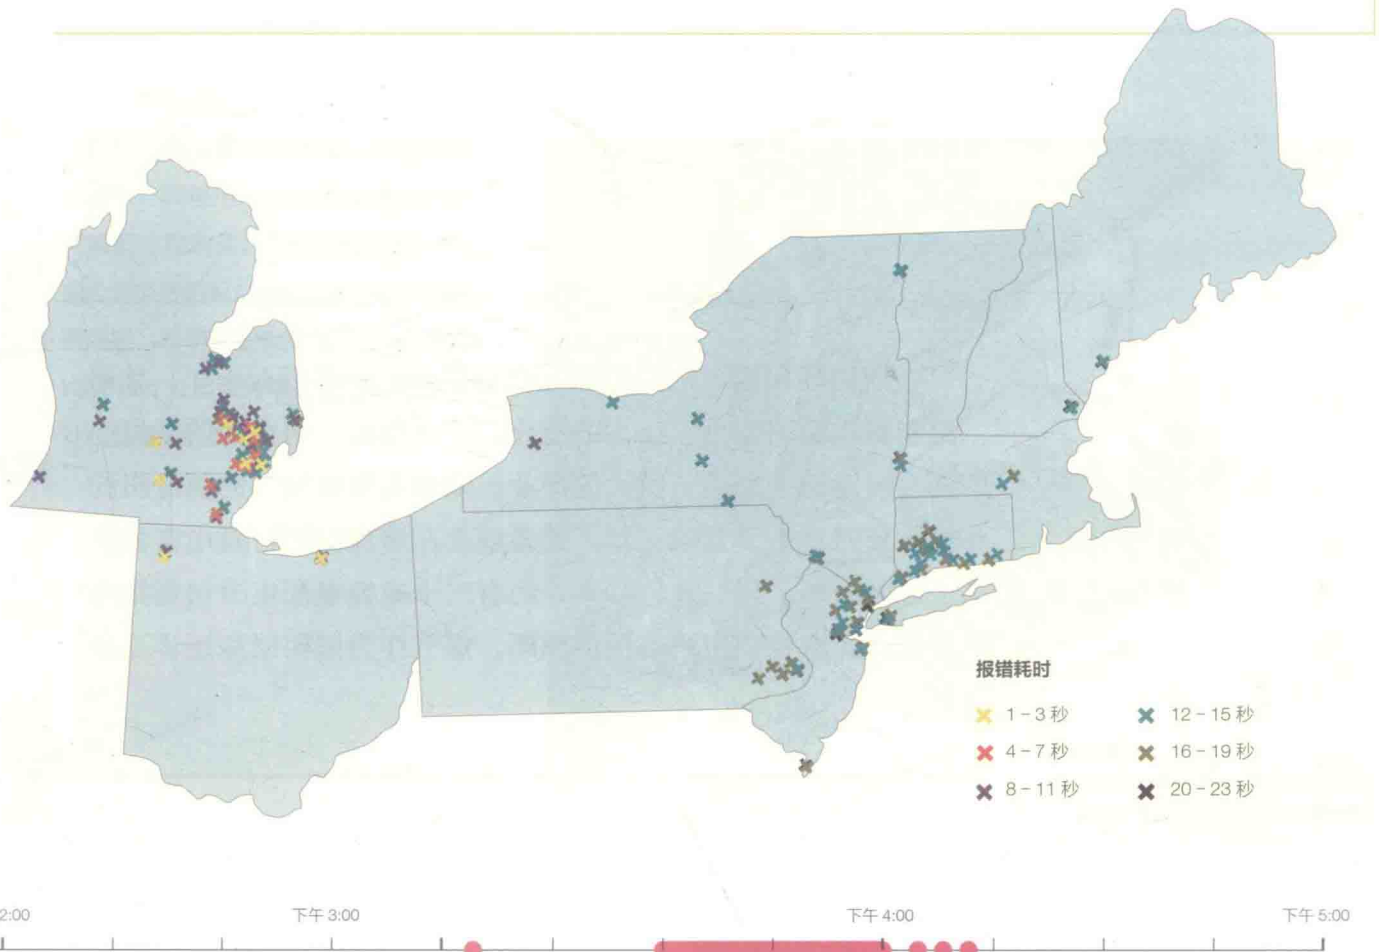 报错耗时
1 – 3 秒
12 – 15 秒
4 – 7 秒
16 – 19 秒
8 – 11 秒
20 – 23 秒
2:00
下午 3:00
下午 4:00
下午 5:00